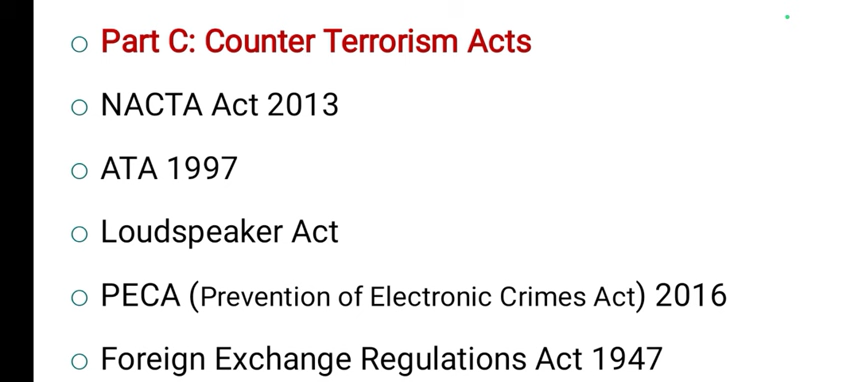 Part C: Counter Terrorism Acts
NACTA Act 2013
ATA 1997
Loudspeaker Act
PECA (Prevention of Electronic Crimes Act) 2016
Foreign Exchange Regulations Act 1947